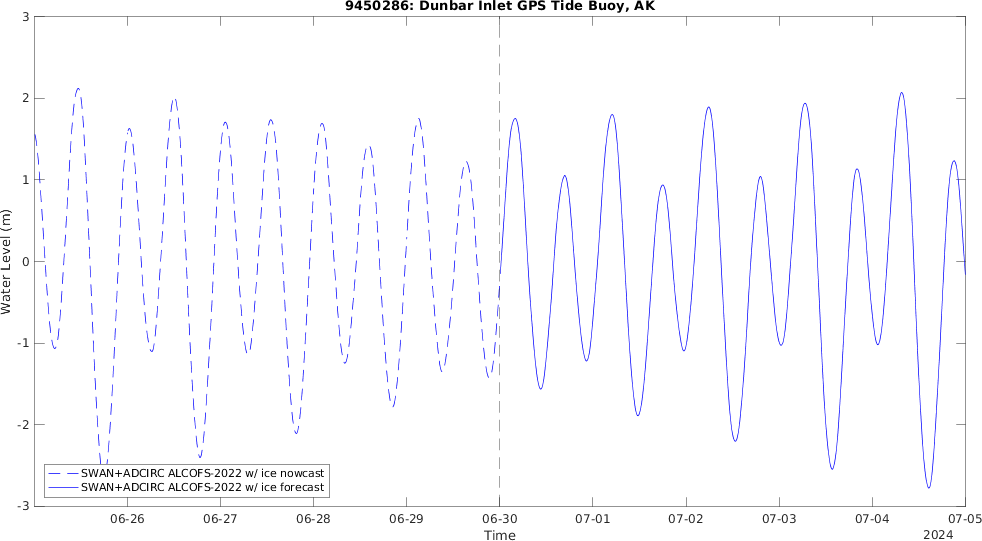 9450286: Dunbar Inlet GPS Tide Buoy, AK
Water Level (m)
3
2
1
0
-1
-2
-3
SWAN+ADCIRC ALCOFS-2022 w/ ice nowcast
SWAN+ADCIRC ALCOFS-2022 w/ ice forecast
06-26 06-27 06-28 06-29 06-30 07-01 07-02 07-03 07-04 07-05
Time
2024